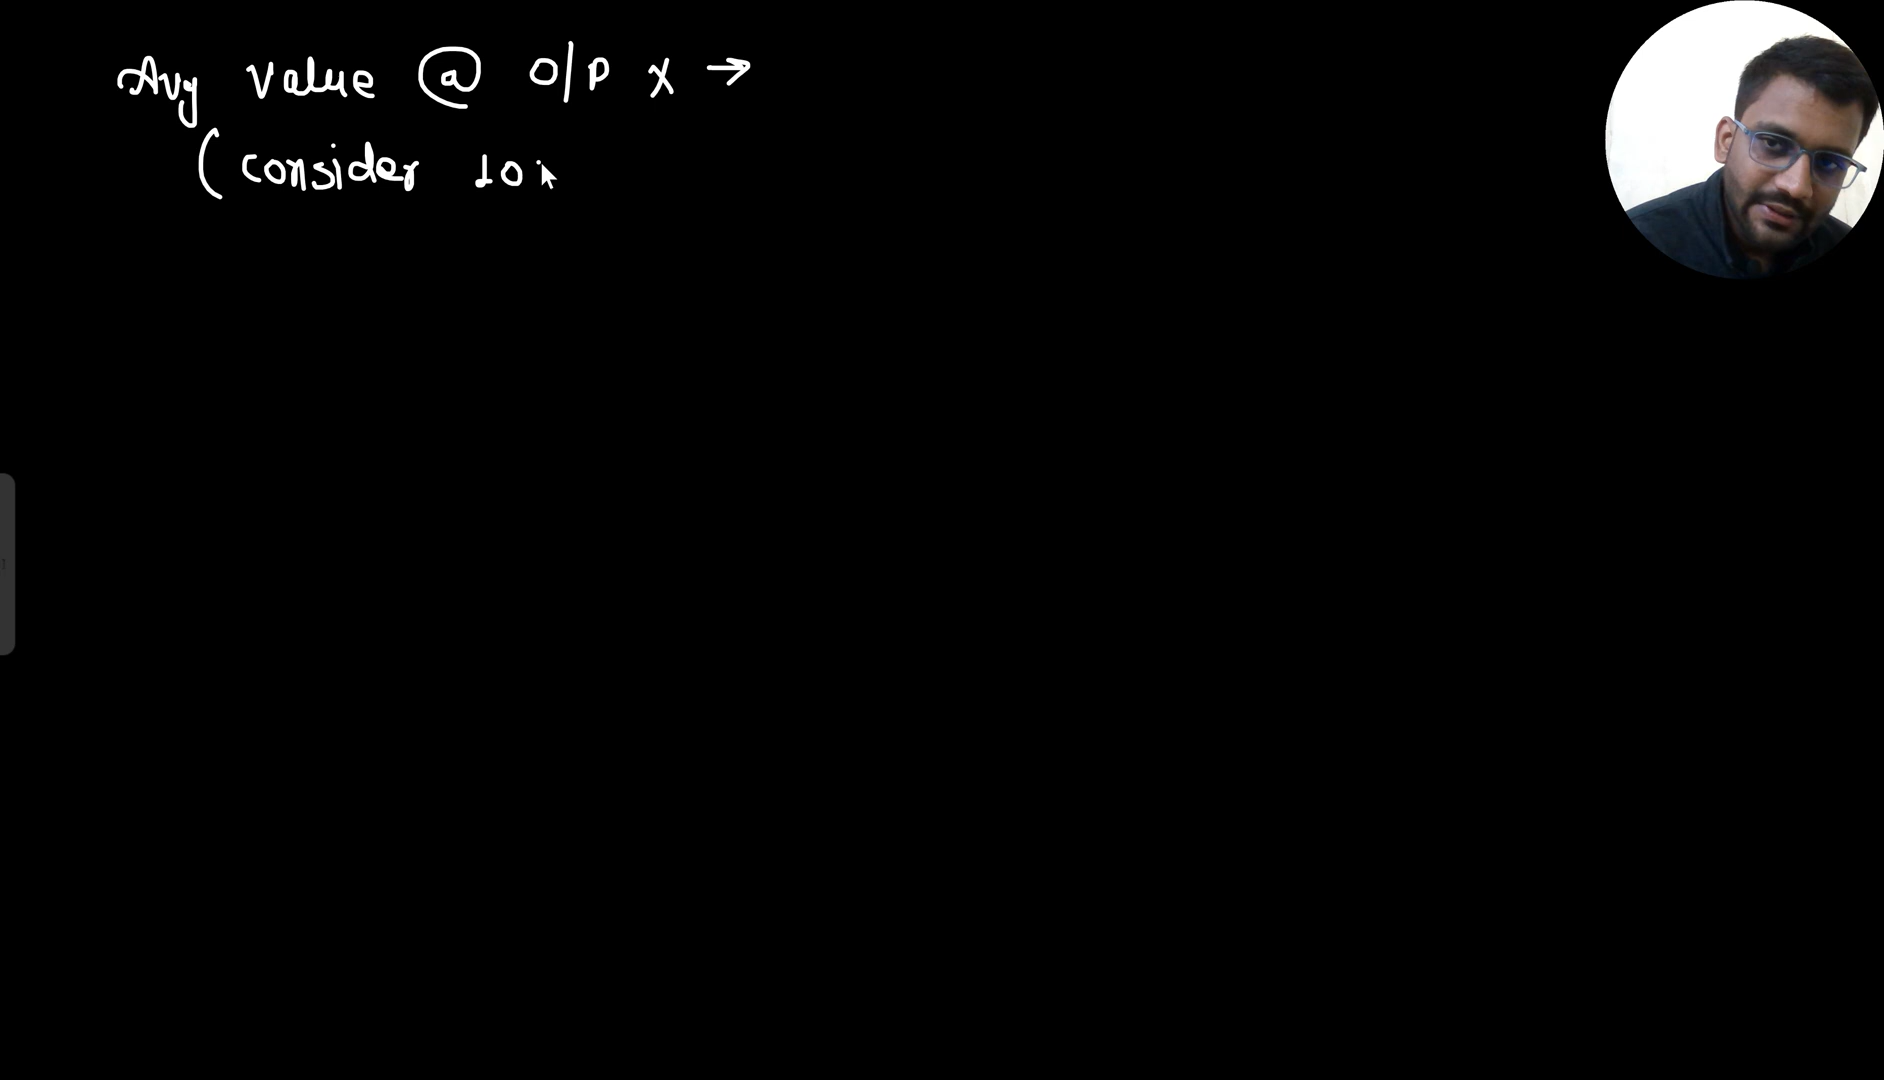 Avg value @ O/P X →
(consider 10